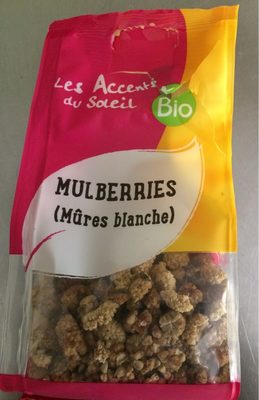 Les Accents
du Soleil
Bio
MULBERRIES
(Mûres blanche)